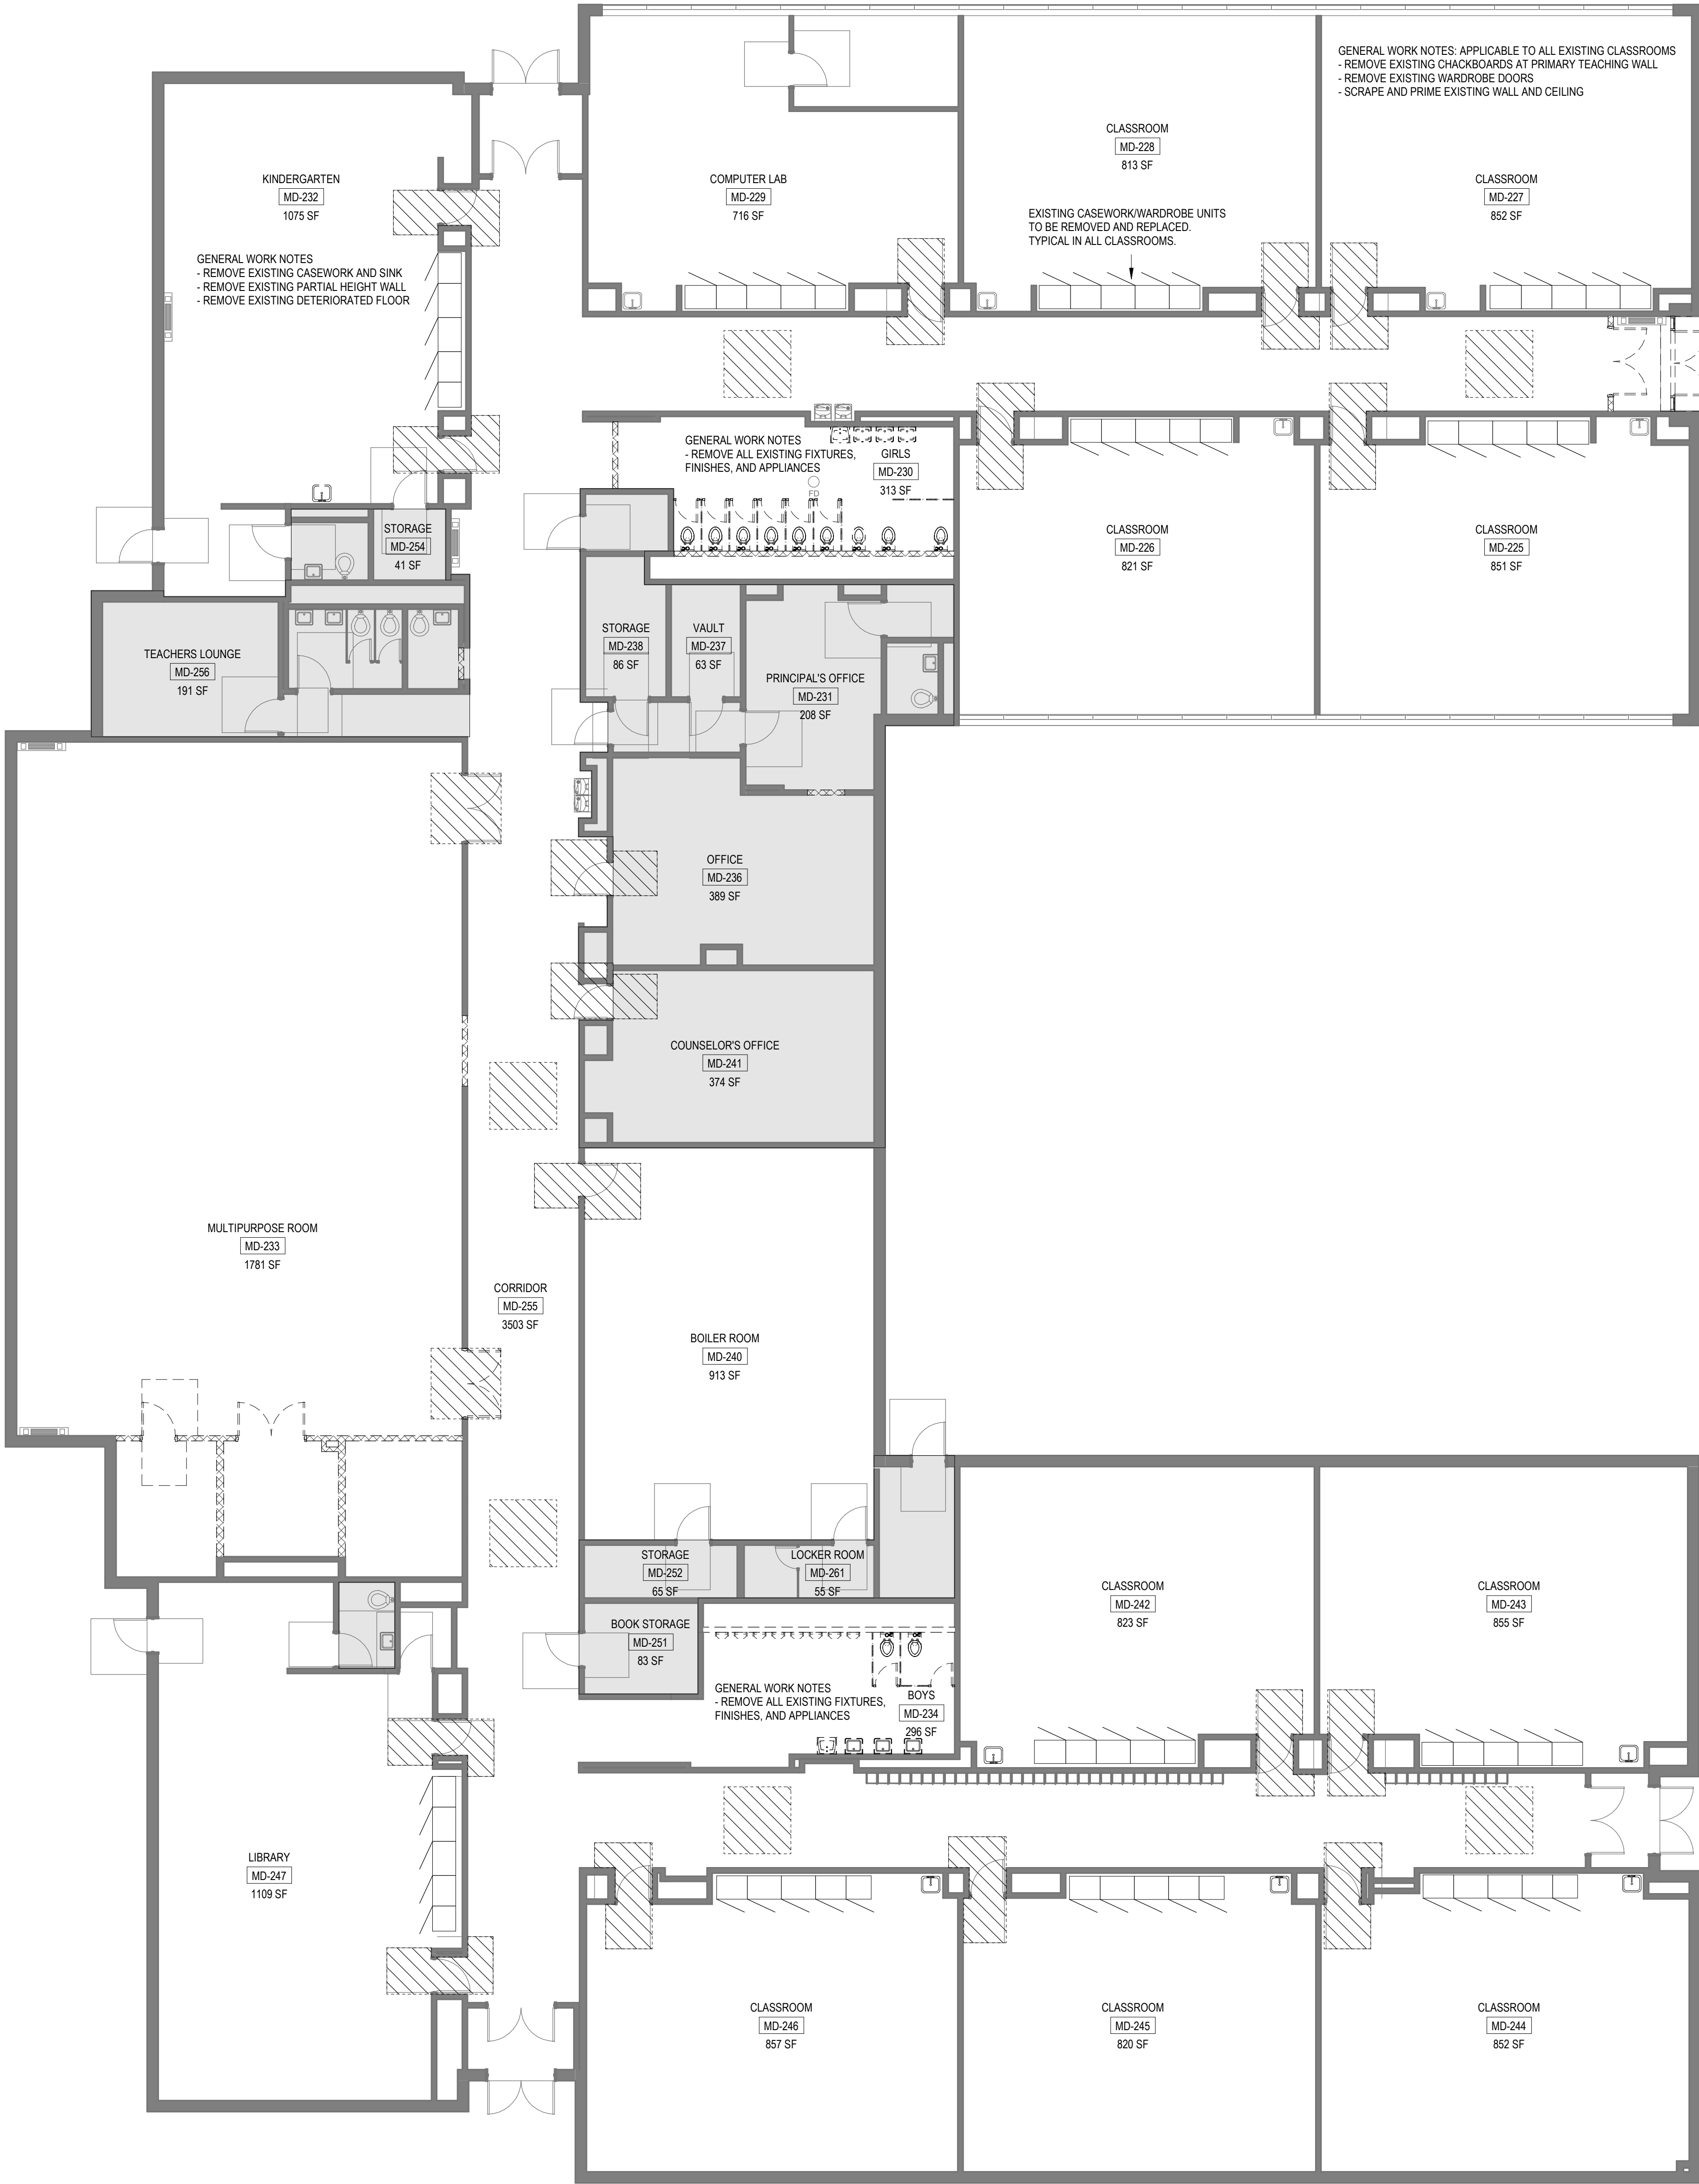 GENERAL WORK NOTES: APPLICABLE TO ALL EXISTING CLASSROOMS
- REMOVE EXISTING CHACKBOARDS AT PRIMARY TEACHING WALL
- REMOVE EXISTING WARDROBE DOORS
- SCRAPE AND PRIME EXISTING WALL AND CEILING
CLASSROOM
MD-228
813 SF
KINDERGARTEN
MD-232
1075 SF
COMPUTER LAB
MD-229
716 SF
CLASSROOM
MD-227
852 SF
EXISTING CASEWORK/WARDROBE UNITS
TO BE REMOVED AND REPLACED.
TYPICAL IN ALL CLASSROOMS.
GENERAL WORK NOTES
- REMOVE EXISTING CASEWORK AND SINK
- REMOVE EXISTING PARTIAL HEIGHT WALL
- REMOVE EXISTING DETERIORATED FLOOR
GENERAL WORK NOTES
- REMOVE ALL EXISTING FIXTURES,
FINISHES, AND APPLIANCES
GIRLS
MD-230
313 SF
FD
STORAGE
MD-254
41 SF
CLASSROOM
MD-226
821 SF
CLASSROOM
MD-225
851 SF
TEACHERS LOUNGE
MD-256
191 SF
STORAGE
MD-238
86 SF
VAULT
MD-237
63 SF
PRINCIPAL'S OFFICE
MD-231
208 SF
OFFICE
MD-236
389 SF
COUNSELOR'S OFFICE
MD-241
374 SF
MULTIPURPOSE ROOM
MD-233
1781 SF
CORRIDOR
MD-255
3503 SF
BOILER ROOM
MD-240
913 SF
STORAGE
MD-252
65 SF
LOCKER ROOM
MD-261
55 SF
CLASSROOM
MD-242
823 SF
CLASSROOM
MD-243
855 SF
BOOK STORAGE
MD-251
83 SF
GENERAL WORK NOTES
- REMOVE ALL EXISTING FIXTURES,
FINISHES, AND APPLIANCES
BOYS
MD-234
296 SF
LIBRARY
MD-247
1109 SF
CLASSROOM
MD-246
857 SF
CLASSROOM
MD-245
820 SF
CLASSROOM
MD-244
852 SF